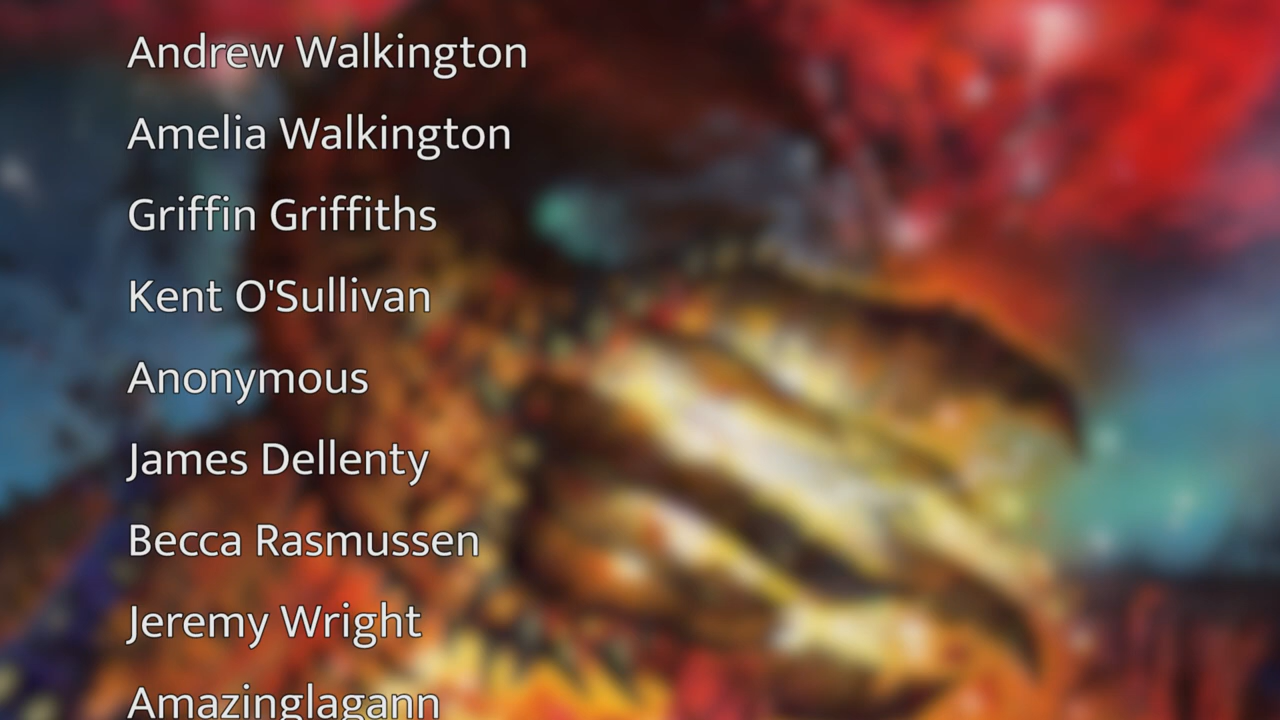 Andrew Walkington
Amelia Walkington
Griffin Griffiths
Kent O'Sullivan
Anonymous
James Dellenty
Becca Rasmussen
Jeremy Wright
Amazinglagann